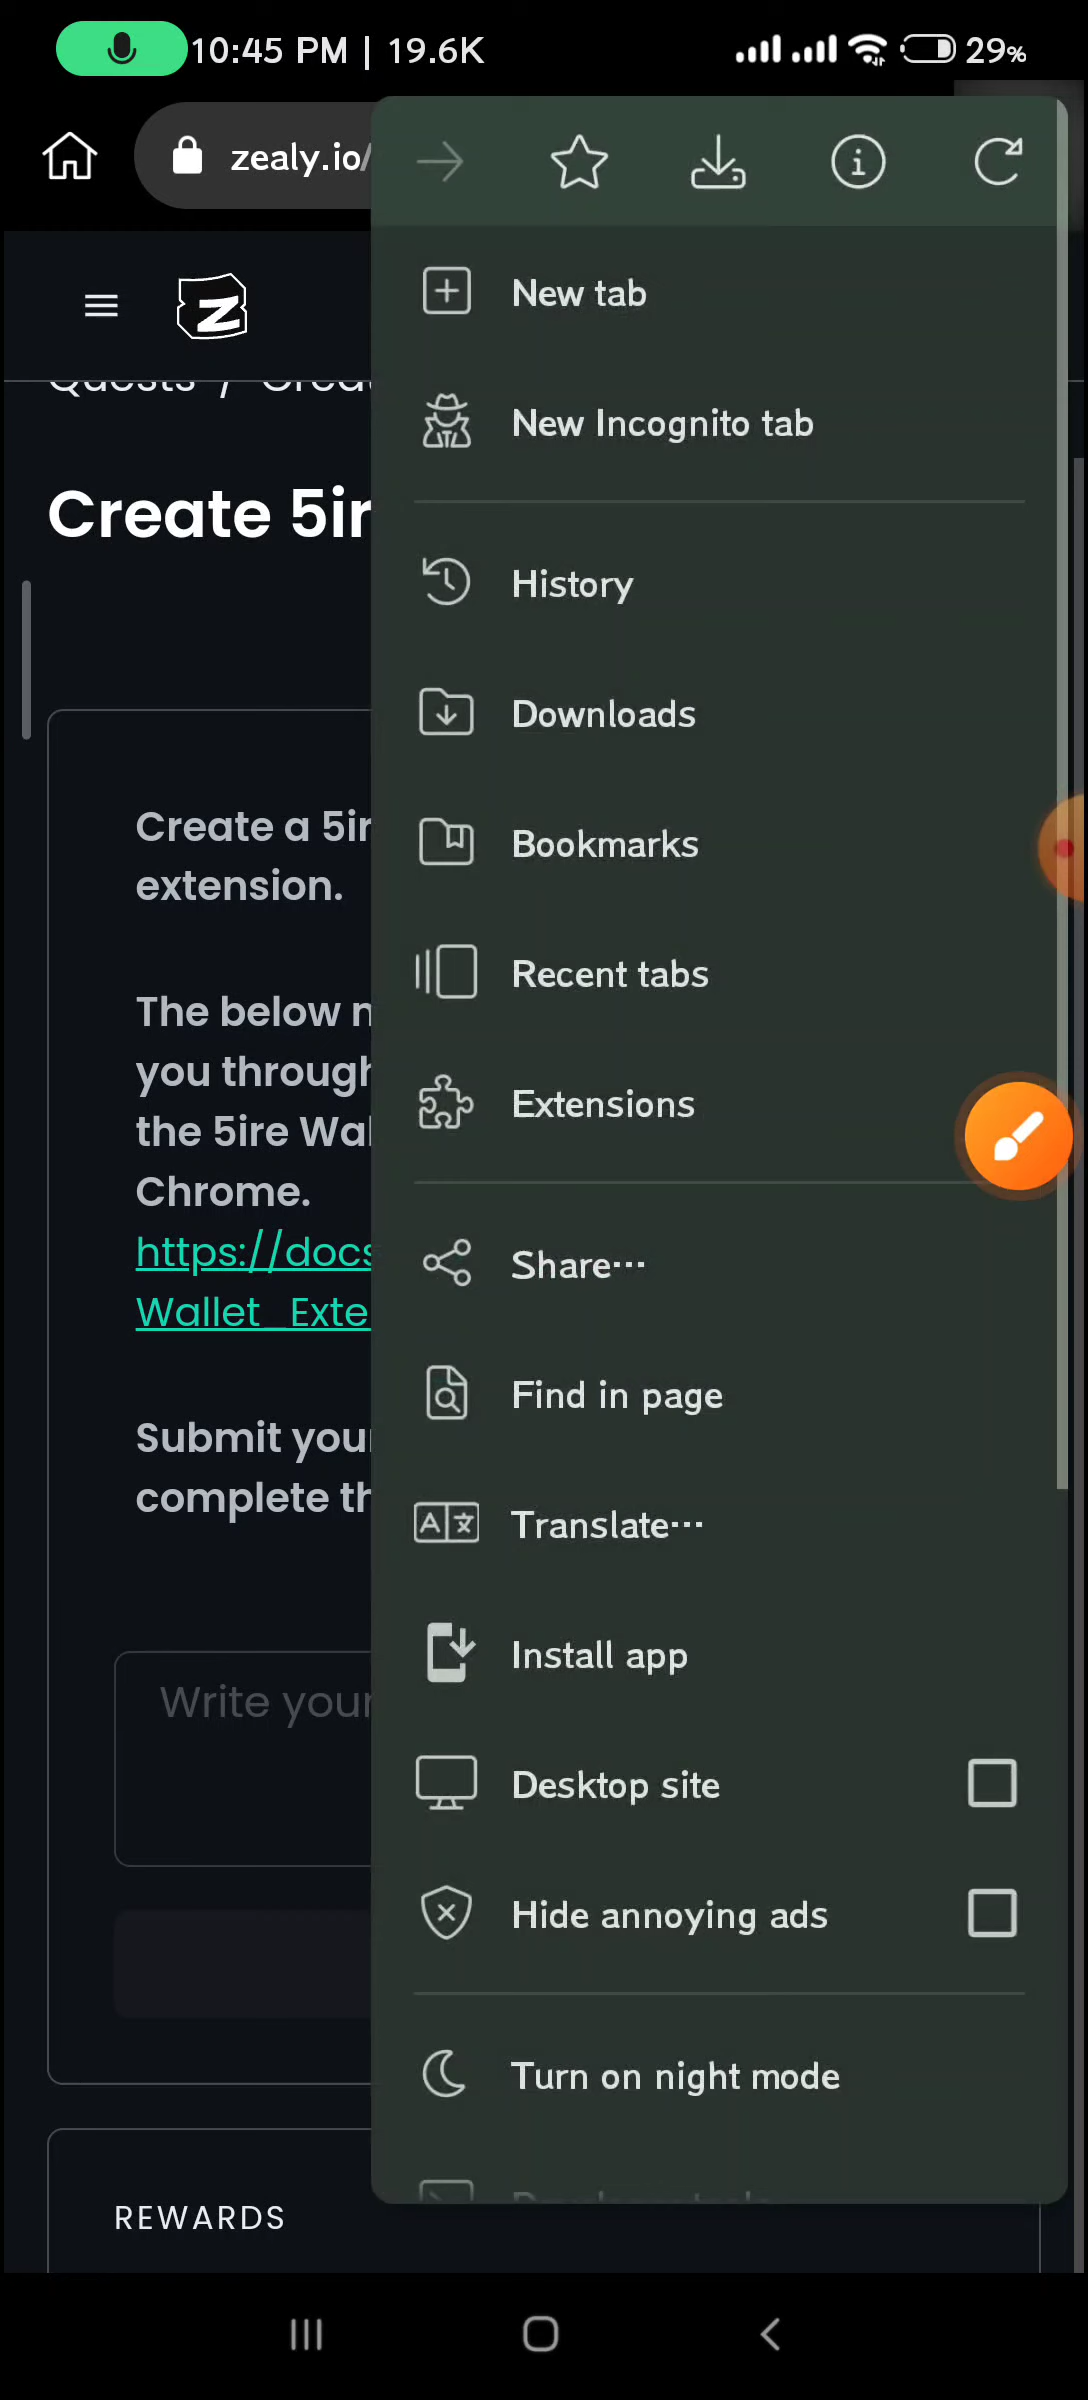 10:45 PM | 19.6K
29%
zealy.io/
New tab
New Incognito tab
Create 5ir
History
Downloads
Create a 5ir
extension.
Bookmarks
Recent tabs
The below
you through
the 5ire Wal
Chrome.
Extensions
https://docs
Wallet_Exte
Share...
Find in page
Submit your
complete th
Translate...
Install app
Write your
Desktop site
Hide annoying ads
Turn on night mode
REWARDS